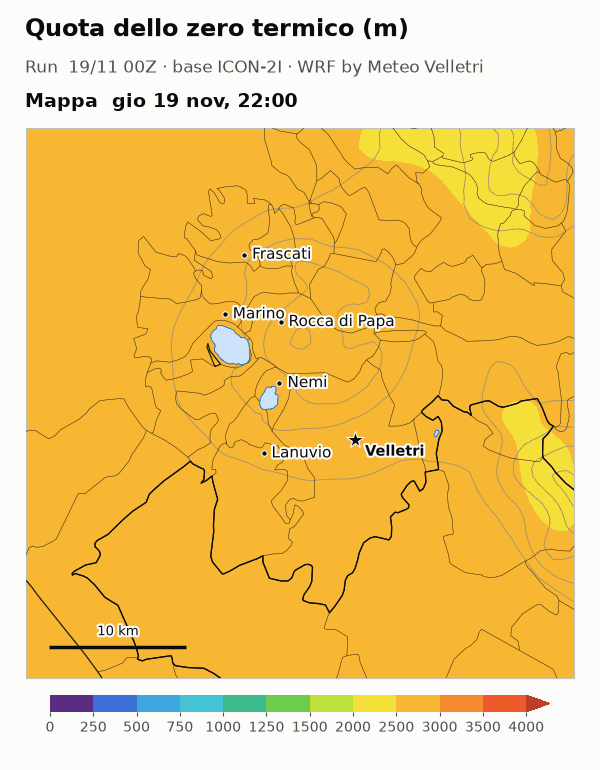 Quota dello zero termico (m)
Run  19/11 00Z · base ICON-2I · WRF by Meteo Velletri
Mappa  gio 19 nov, 22:00
Frascati
Marino
Rocca di Papa
Nemi
Velletri
Lanuvio
10 km
0 250 500 750 1000 1250 1500 2000 2500 3000 3500 4000